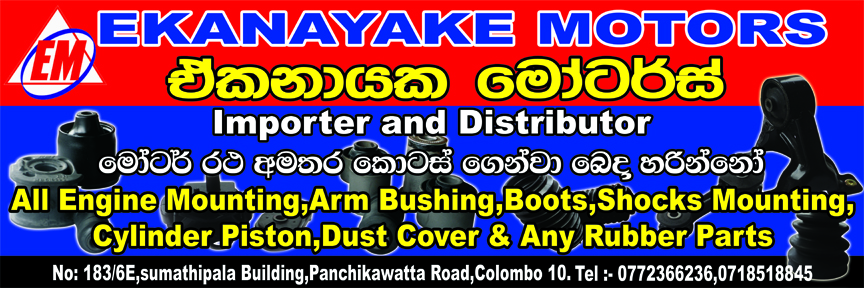 EM
EKANAYAKE MOTORS
ඒකනායක මෝටර්ස්
Importer and Distributor
මෝටර් රථ අමතර කොටස් ගෙන්වා බෙදා හරින්නෝ
All Engine Mounting,Arm Bushing,Boots,Shocks Mounting,
Cylinder Piston,Dust Cover & Any Rubber Parts
No: 183/6E,sumathipala Building,Panchikawatta Road,Colombo 10. Tel :- 0772366236,0718518845